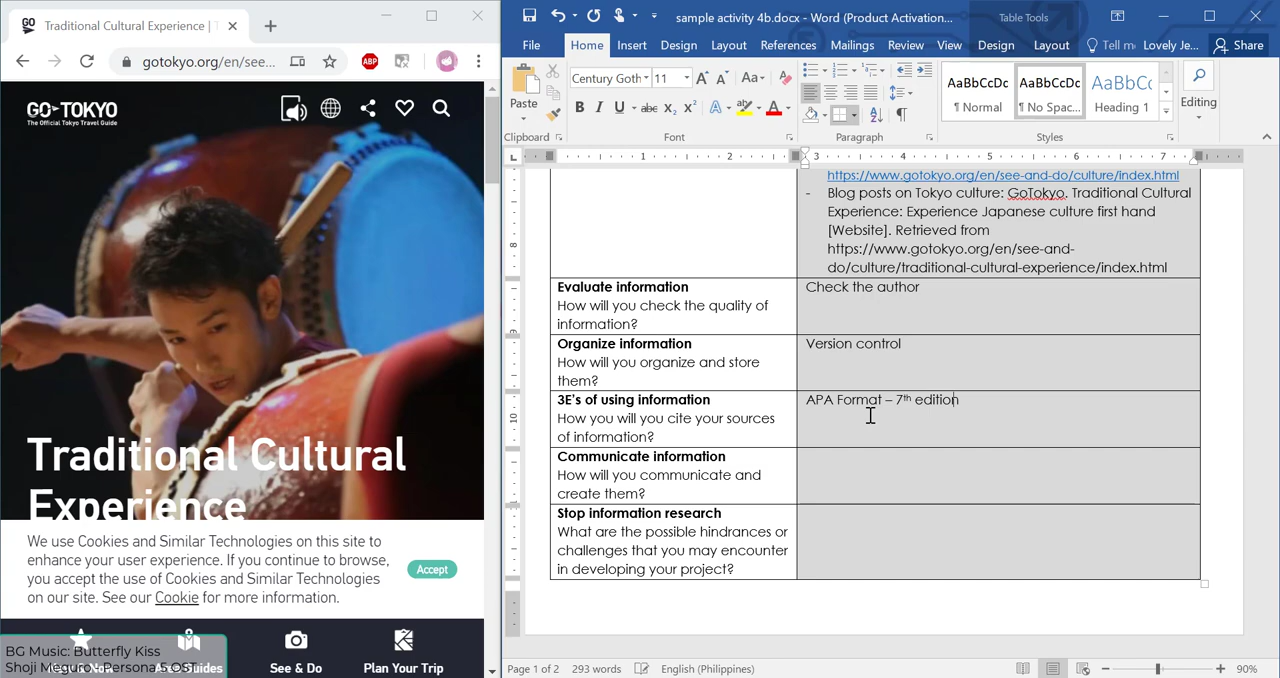 Traditional Cultural Experience |
gotokyo.org/en/see...
ABP
GO TOKYO
The Official Tokyo Travel Guide
Traditional Cultural
Experience
We use Cookies and Similar Technologies on this site to
enhance your user experience. If you continue to browse,
you accept the use of Cookies and Similar Technologies
on our site. See our Cookie for more information.
Accept
BG Music: Butterfly Kiss
See & Do
Plan Your Trip
sample activity 4b.docx - Word (Product Activation...
Table Tools
File
Home
Insert
Design
Layout
References
Mailings
Review
View
Design
Layout
Tell me
Lovely Je...
Share
Paste
Clipboard
Century Goth
11
Font
Paragraph
AaBbCcDc
¶ Normal
AaBbCcDc
¶ No Spac...
AaBbCc
Heading 1
Styles
Editing
https://www.gotokyo.org/en/see-and-do/culture/index.html
- Blog posts on Tokyo culture: GoTokyo. Traditional Cultural
Experience: Experience Japanese culture first hand
[Website]. Retrieved from
https://www.gotokyo.org/en/see-and-
do/culture/traditional-cultural-experience/index.html
Evaluate information
How will you check the quality of
information?
Check the author
Organize information
How will you organize and store
them?
Version control
3E's of using information
How you will you cite your sources
of information?
APA Format – 7th edition
Communicate information
How will you communicate and
create them?
Stop information research
What are the possible hindrances or
challenges that you may encounter
in developing your project?
Page 1 of 2
293 words
English (Philippines)
90%